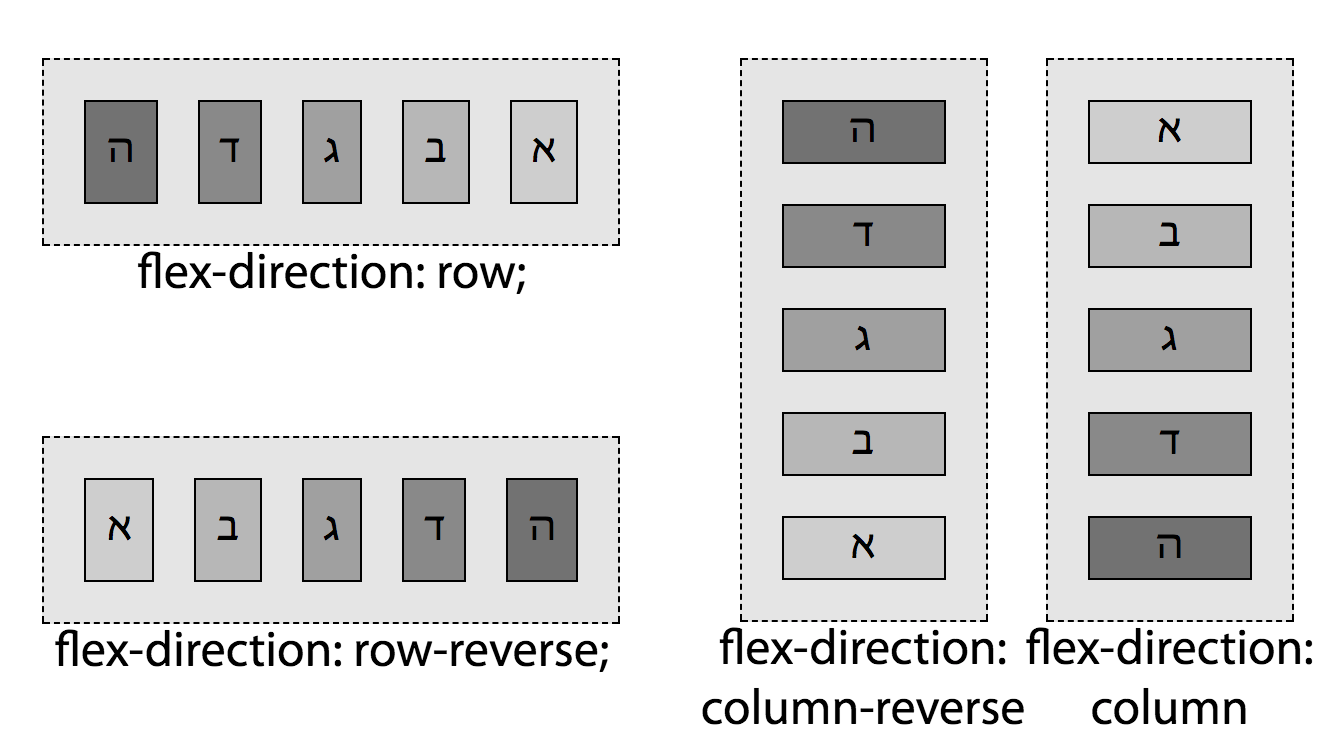 א ב ג ד ה
flex-direction: row;
ה ד ג ב א
flex-direction: row-reverse;
ה
ד
ג
ב
א
flex-direction:
column-reverse
א
ב
ג
ד
ה
flex-direction:
column